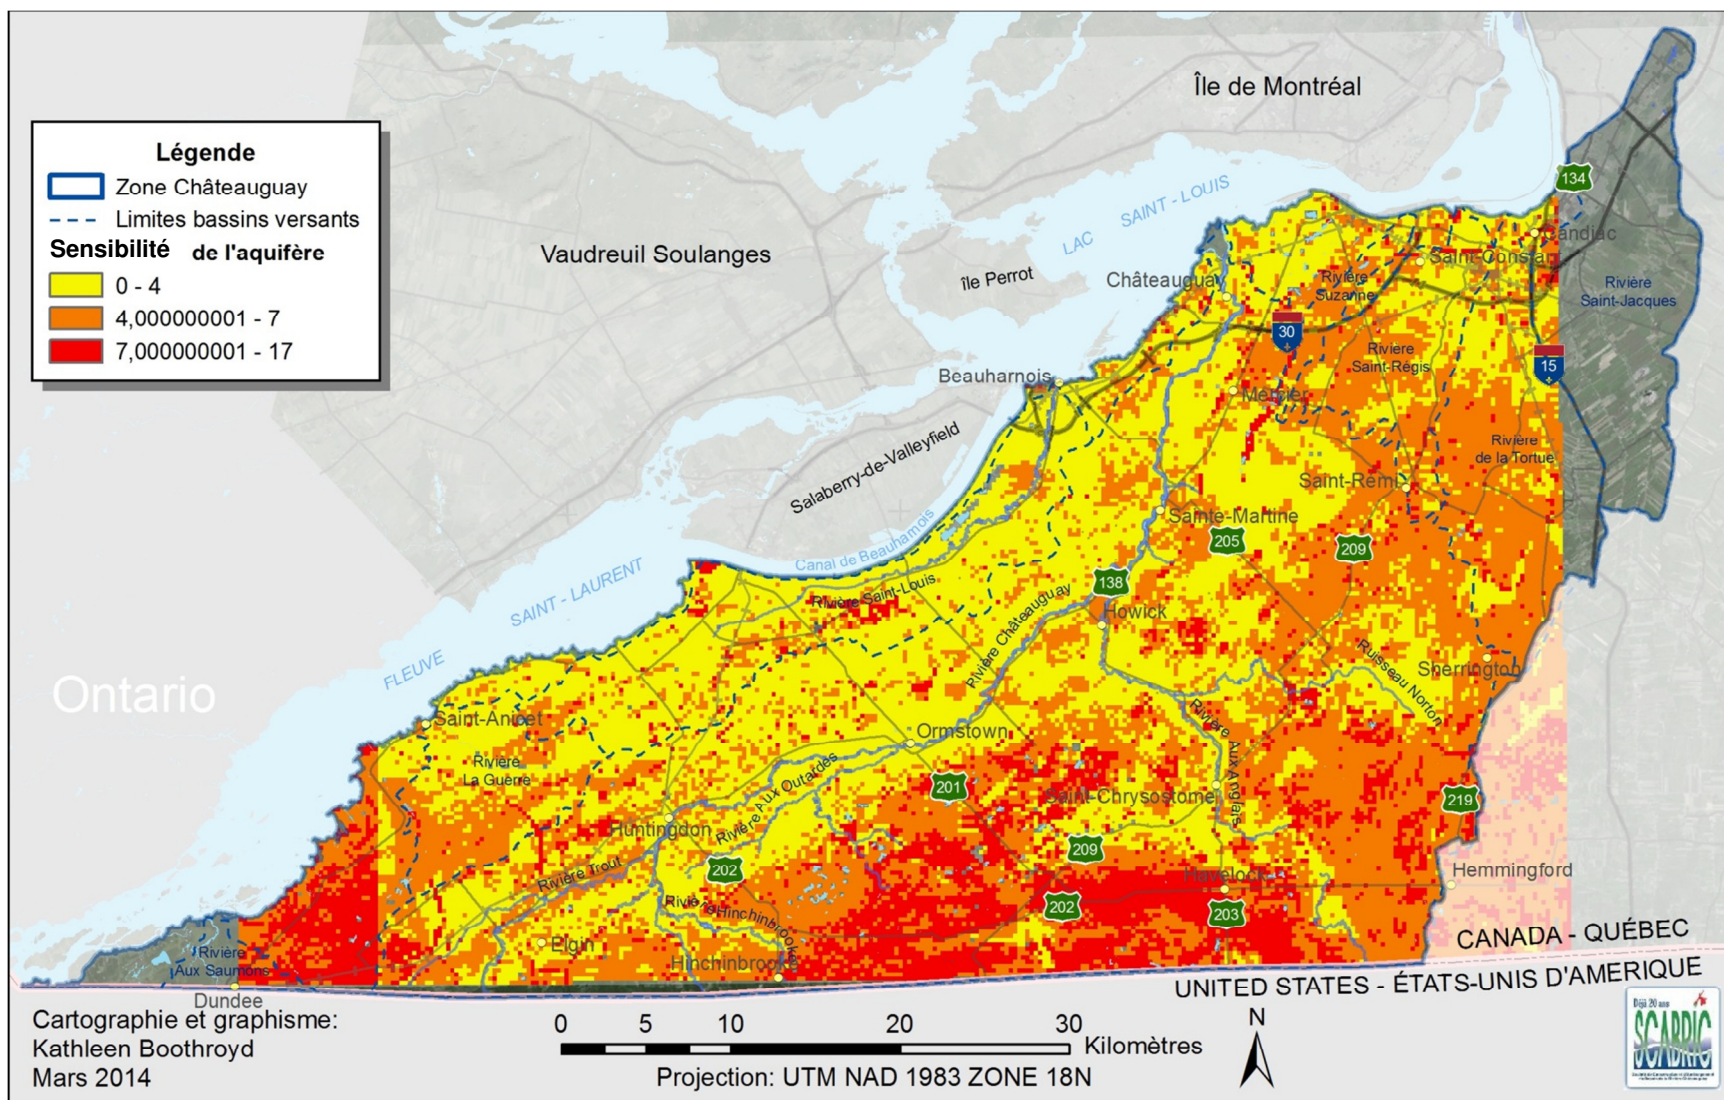 Île de Montréal
Légende
Zone Châteauguay
Limites bassins versants
Sensibilité de l'aquifère
0 - 4
4,000000001 - 7
7,000000001 - 17
Vaudreuil Soulanges
île Perrot
LAC SAINT - LOUIS
134
Candiac
Saint-Constan
Châteauguay
Rivière
Suzanne
Rivière
Saint-Jacques
30
Rivière
Saint-Régis
15
Beauharnois
Mercier
Salaberry-de-Valleyfield
Rivière
de la Tortue
Saint-Rémi
Sainte-Martine
205
209
Canal de Beauharnois
FLEUVE SAINT - LAURENT
138
Rivière Saint-Louis
Rivière Châteauguay
Howick
Ruisseau Norton
Sherrington
Ontario
Saint-Anicet
Ormstown
Rivière Aux Anglais
Rivière
La Guerre
Rivière Aux Outardes
201
Saint-Chrysostome
219
Huntingdon
209
202
Rivière Trout
Hemmingford
Havelock
202
203
Rivière Hinchinbrooke
Elgin
Hinchinbrooke
CANADA - QUÉBEC
UNITED STATES - ÉTATS-UNIS D'AMERIQUE
Rivière
Aux Saumons
Dundee
Cartographie et graphisme:
Kathleen Boothroyd
Mars 2014
0 5 10 20 30
Kilomètres
Projection: UTM NAD 1983 ZONE 18N
N
Déjà 20 ans
SCABRIC